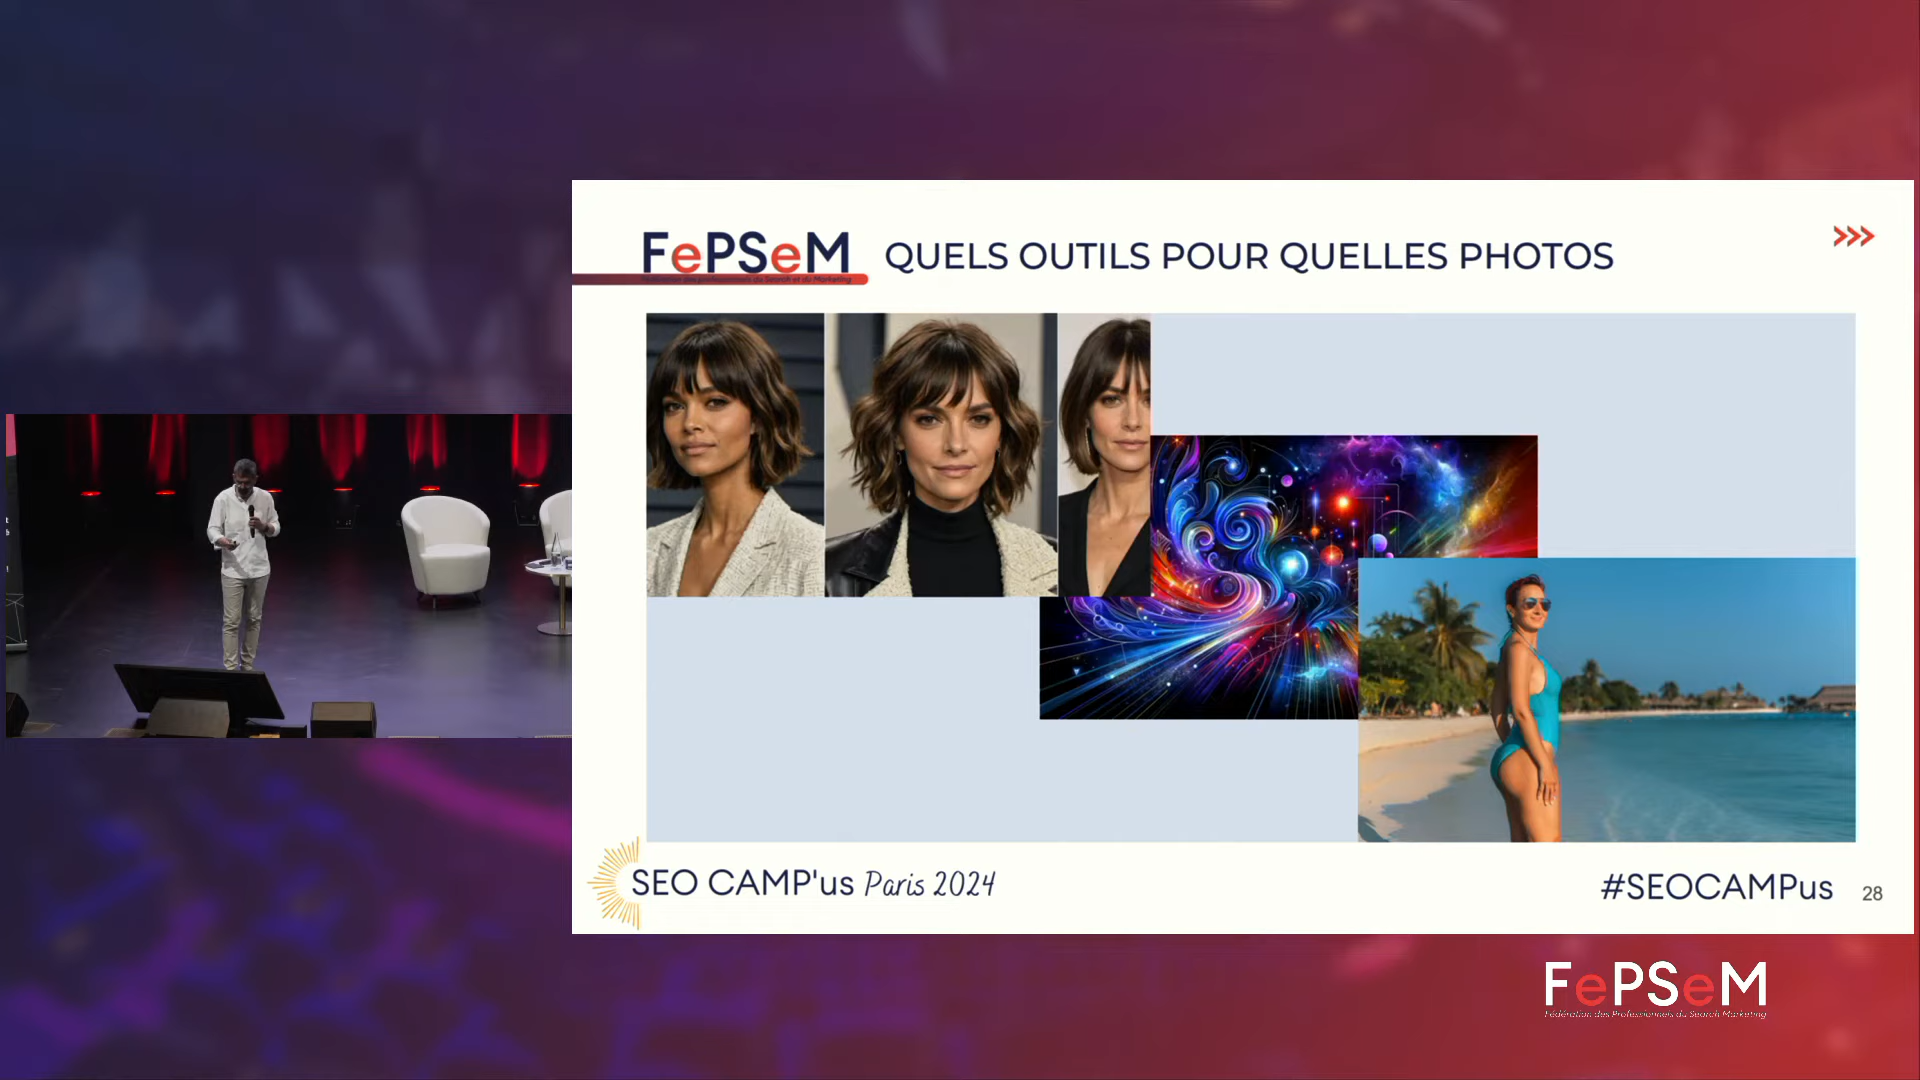 FePSeM
QUELS OUTILS POUR QUELLES PHOTOS
SEO CAMP'us Paris 2024
#SEOCAMPus
28
FePSeM
Fédération des Professionnels du Search Marketing